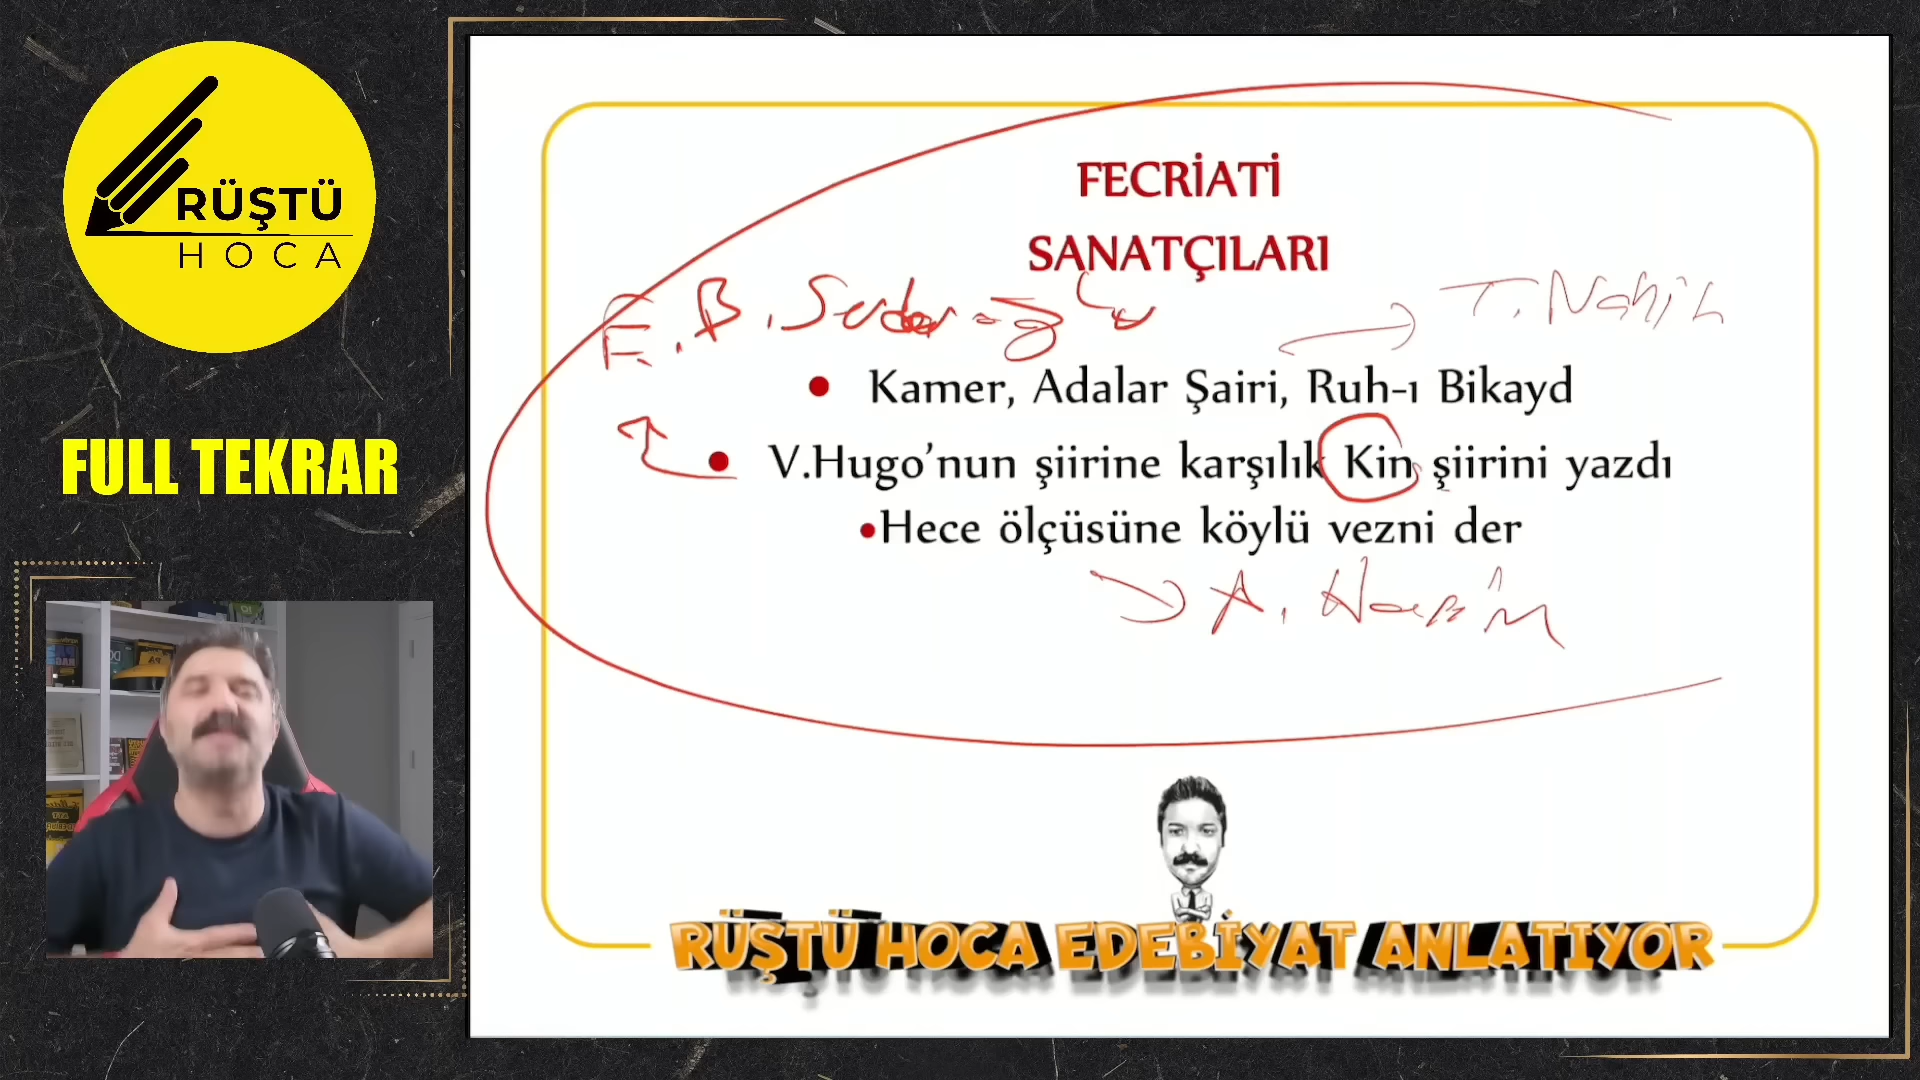 RÜŞTÜ
HOCA
FULL TEKRAR
FECRİATİ
SANATÇILARI
E.B. Serdaroğlu
T. Nahit
• Kamer, Adalar Şairi, Ruh-ı Bikayd
• V.Hugo’nun şiirine karşılık Kin şiirini yazdı
•Hece ölçüsüne köylü vezni der
A. Haşim
RÜŞTÜ HOCA EDEBİYAT ANLATIYOR